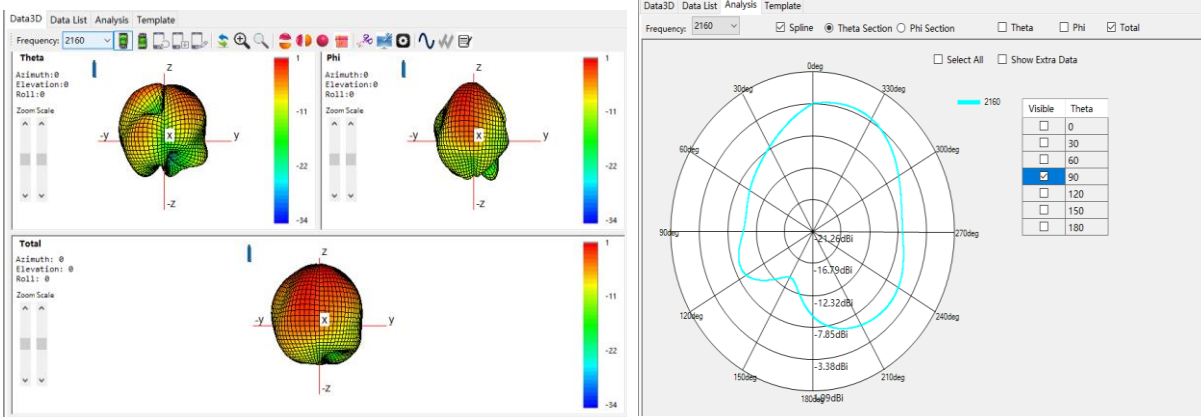 Data3D Data List Analysis Template
Frequency: 2160
Theta
Azimuth:0
Elevation:0
Roll:0
Zoom Scale
Z
-y
X
y
-Z
1
-11
-22
-34
Phi
Azimuth:0
Elevation:0
Roll:0
Zoom Scale
Z
-y
X
y
-Z
1
-11
-22
-34
Total
Azimuth: 0
Elevation: 0
Roll: 0
Zoom Scale
Z
-y
X
y
-Z
1
-11
-22
-34
Data3D Data List Analysis Template
Frequency: 2160 Spline Theta Section Phi Section Theta Phi Total
Select All Show Extra Data
0deg
30deg
330deg
60deg
300deg
90deg
270deg
120deg
240deg
150deg
210deg
180deg
-21.26dBi
-16.79dBi
-12.32dBi
-7.85dBi
-3.38dBi
1.09dBi
2160
Visible Theta
0
30
60
90
120
150
180